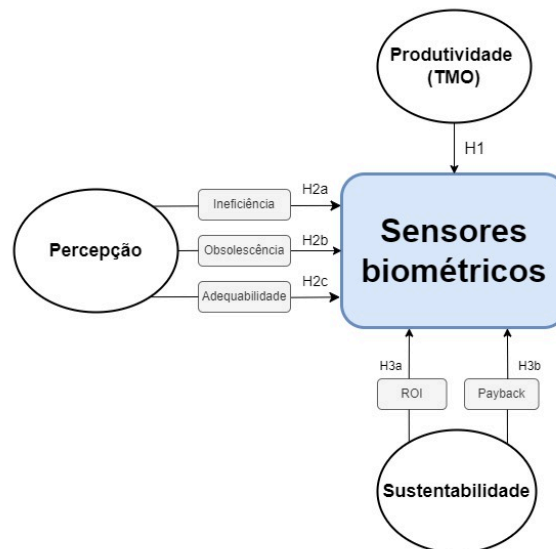 Produtividade
(TMO)
H1
H2a
Ineficiência
Percepção
Obsolescência
H2b
Adequabilidade
H2c
Sensores
biométricos
H3a
H3b
ROI
Payback
Sustentabilidade